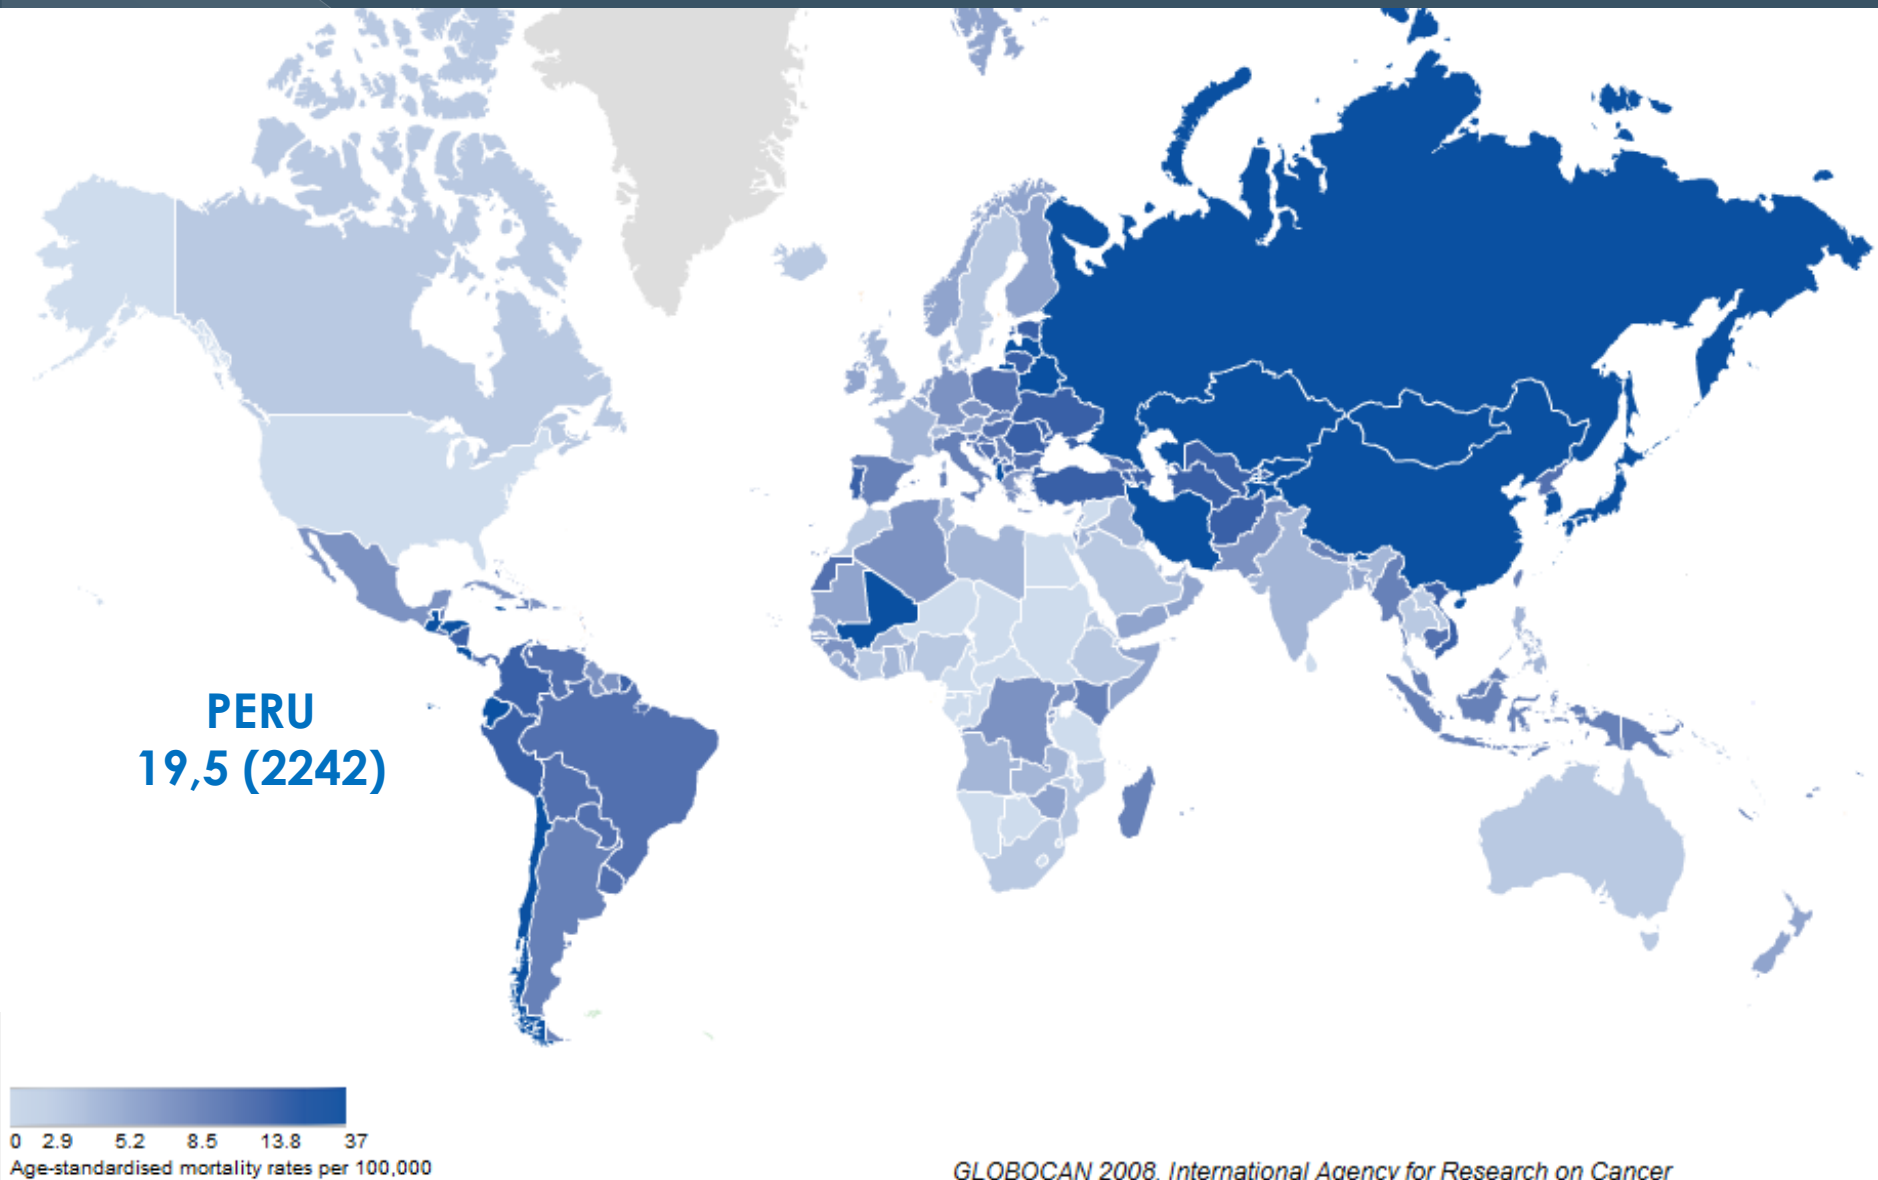 PERU
19,5 (2242)
0 2.9 5.2 8.5 13.8 37
Age-standardised mortality rates per 100,000
GLOBOCAN 2008, International Agency for Research on Cancer